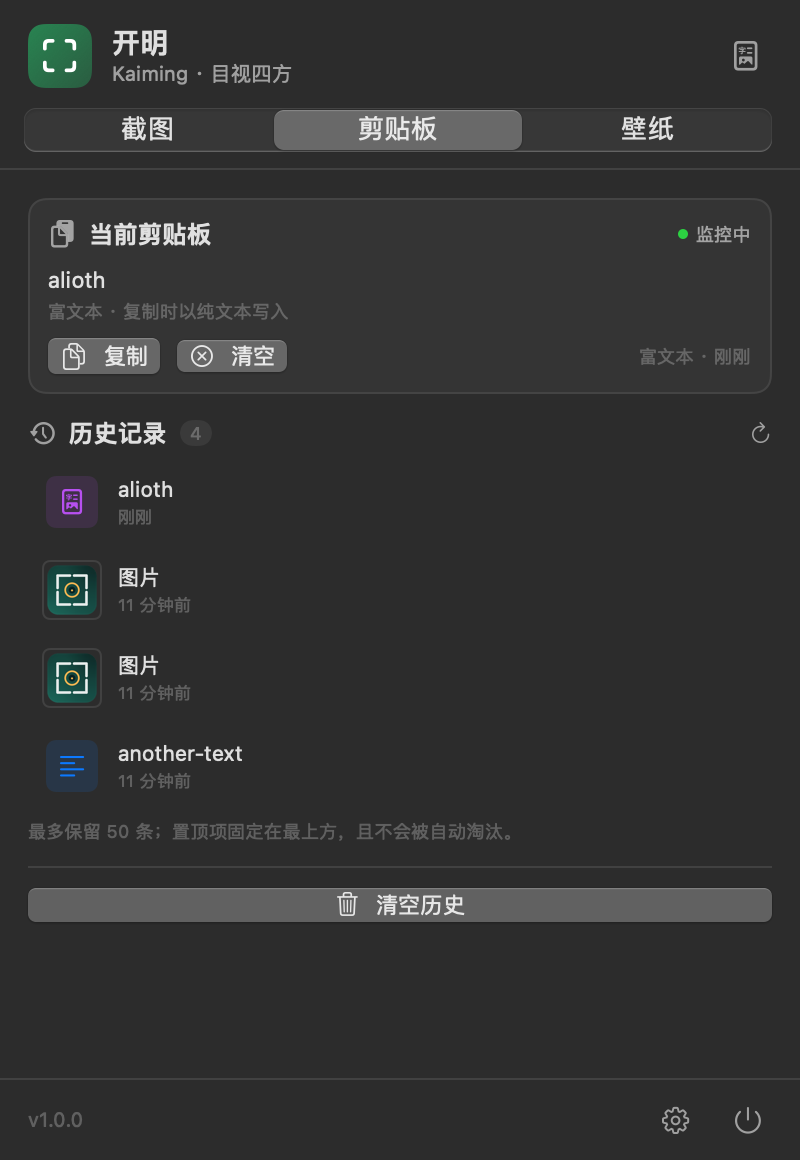 开明
Kaiming · 目视四方
截图 剪贴板 壁纸
当前剪贴板 监控中
alioth
富文本 · 复制时以纯文本写入
复制 清空 富文本 · 刚刚
历史记录 4
alioth
刚刚
图片
11 分钟前
图片
11 分钟前
another-text
11 分钟前
最多保留 50 条；置顶项固定在最上方，且不会被自动淘汰。
清空历史
v1.0.0